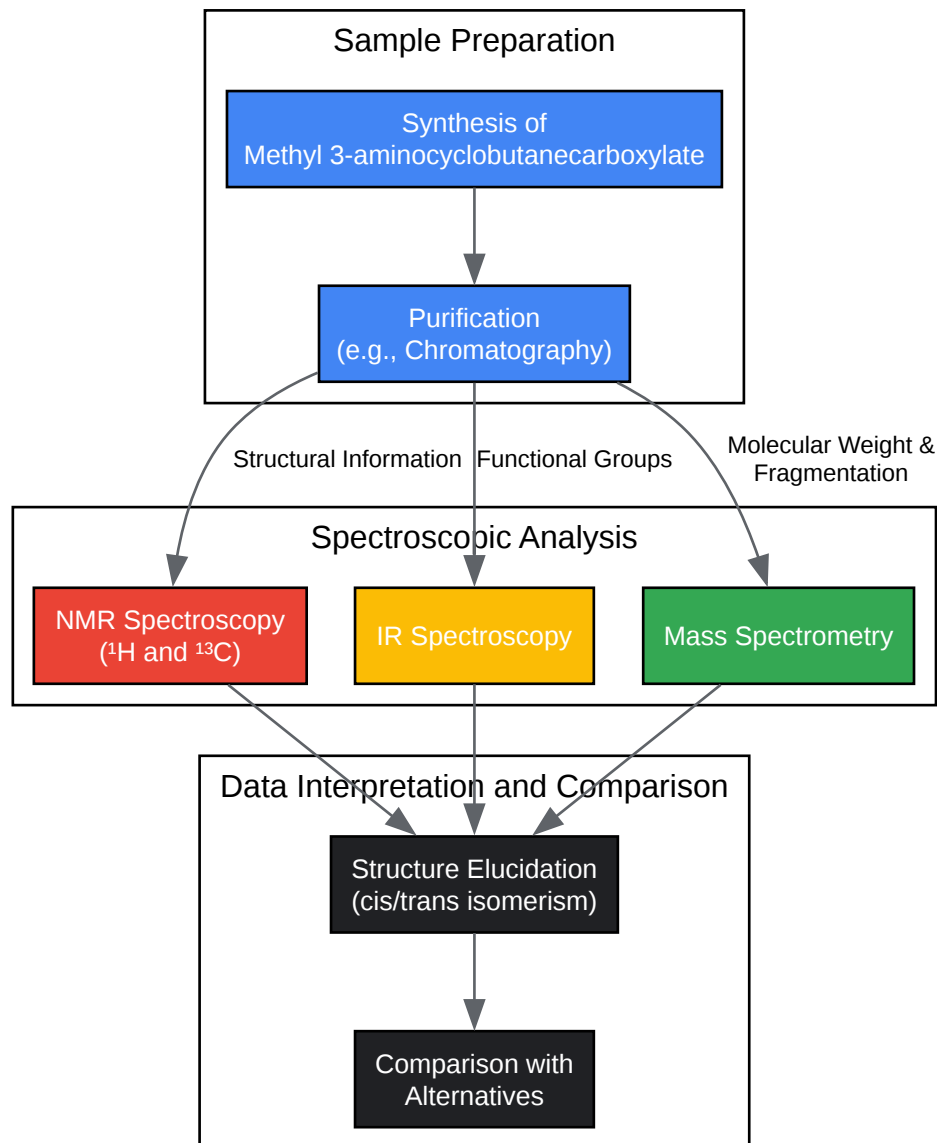 Sample Preparation
Synthesis of
Methyl 3-aminocyclobutanecarboxylate
Purification
(e.g., Chromatography)
Structural Information
Functional Groups
Molecular Weight &
Fragmentation
Spectroscopic Analysis
NMR Spectroscopy
(¹H and ¹³C)
IR Spectroscopy
Mass Spectrometry
Data Interpretation and Comparison
Structure Elucidation
(cis/trans isomerism)
Comparison with
Alternatives